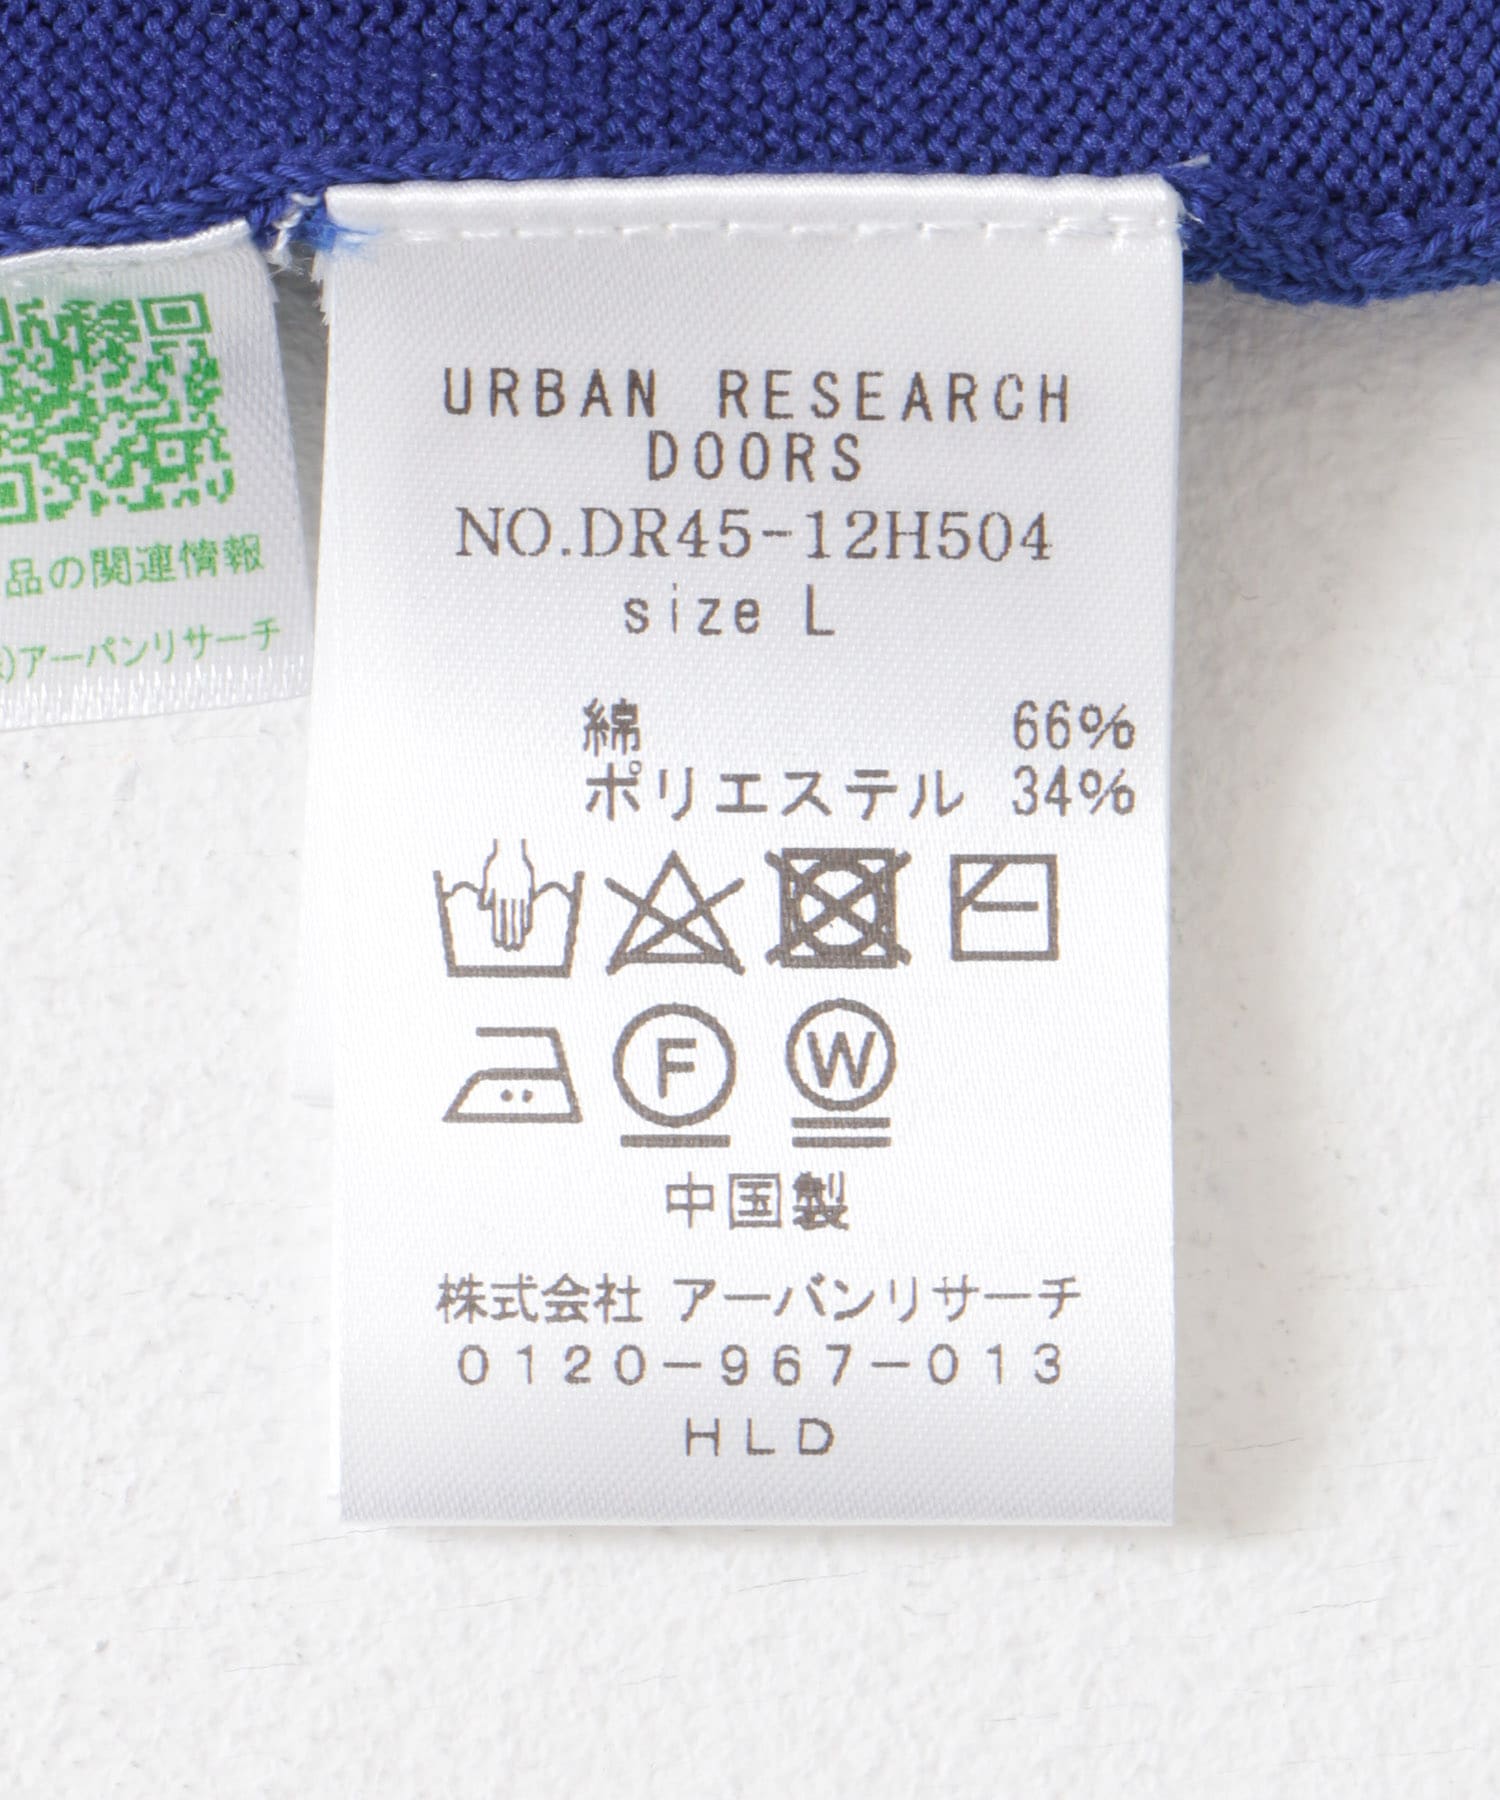 URBAN RESEARCH
DOORS
NO.DR45-12H504
size L
綿 66%
ポリエステル 34%
F
W
中国製
株式会社 アーバンリサーチ
0120-967-013
HLD
品の関連情報
)アーバンリサーチ